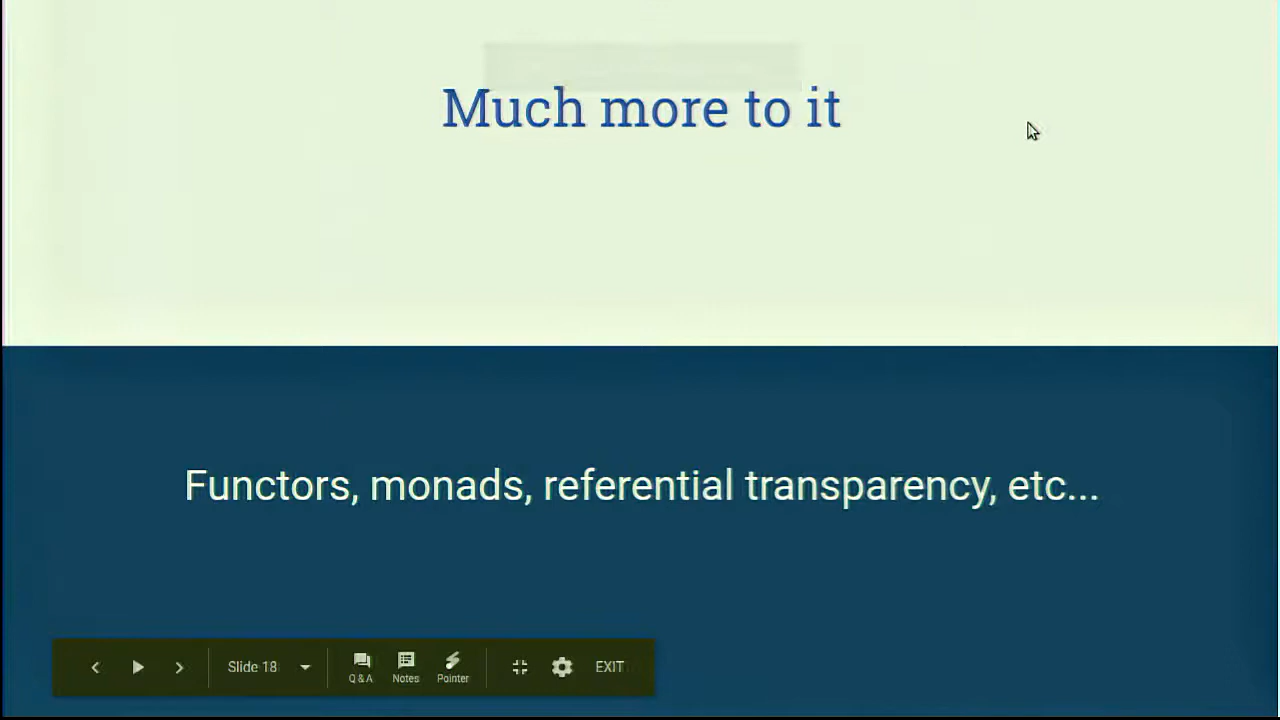 Much more to it
Functors, monads, referential transparency, etc...
Slide 18
Q & A
Notes
Pointer
EXIT